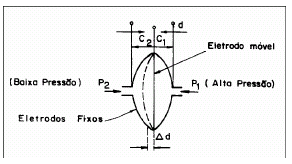 C₂ C₁ d
Eletrodo móvel
(Baixa Pressão) P₂ P₁ (Alta Pressão)
Eletrodos Fixos
Δd